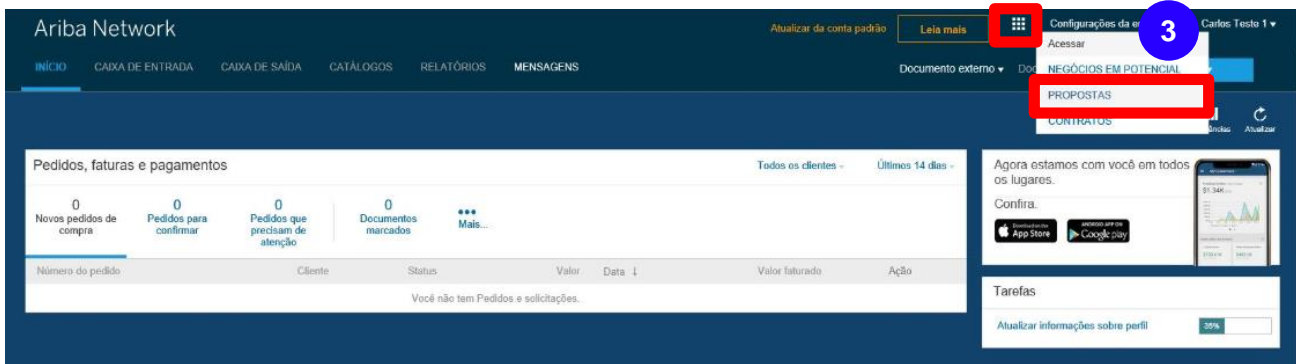 Ariba Network
Atualizar da conta padrão
Leia mais
Configurações da e
3
Carlos Teste 1
Acessar
NEGÓCIOS EM POTENCIAL
PROPOSTAS
CONTRATOS
INÍCIO CAIXA DE ENTRADA CAIXA DE SAÍDA CATÁLOGOS RELATÓRIOS MENSAGENS
Documento externo
Atualizar
Pedidos, faturas e pagamentos
Todos os clientes
Últimos 14 dias
0
Novos pedidos de
compra
0
Pedidos para
confirmar
0
Pedidos que
precisam de
atenção
0
Documentos
marcados
Mais...
Número do pedido Cliente Status Valor Data ↓ Valor faturado Ação
Você não tem Pedidos e solicitações.
Agora estamos com você em todos
os lugares.
Confira.
App Store
Google play
$1.34K
Tarefas
Atualizar informações sobre perfil
35%